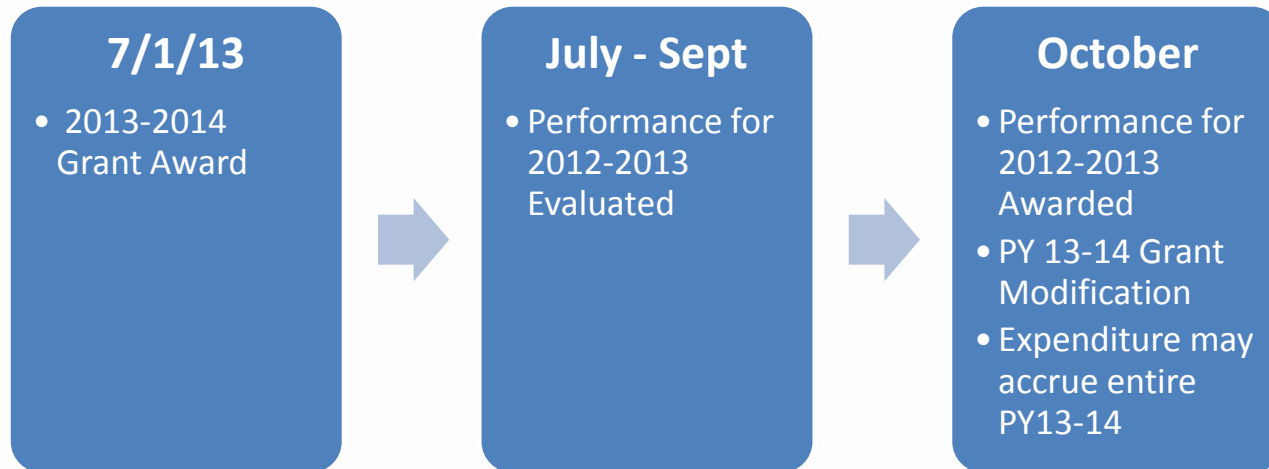 7/1/13
• 2013-2014
Grant Award
July - Sept
• Performance for
2012-2013
Evaluated
October
• Performance for
2012-2013
Awarded
• PY 13-14 Grant
Modification
• Expenditure may
accrue entire
PY13-14